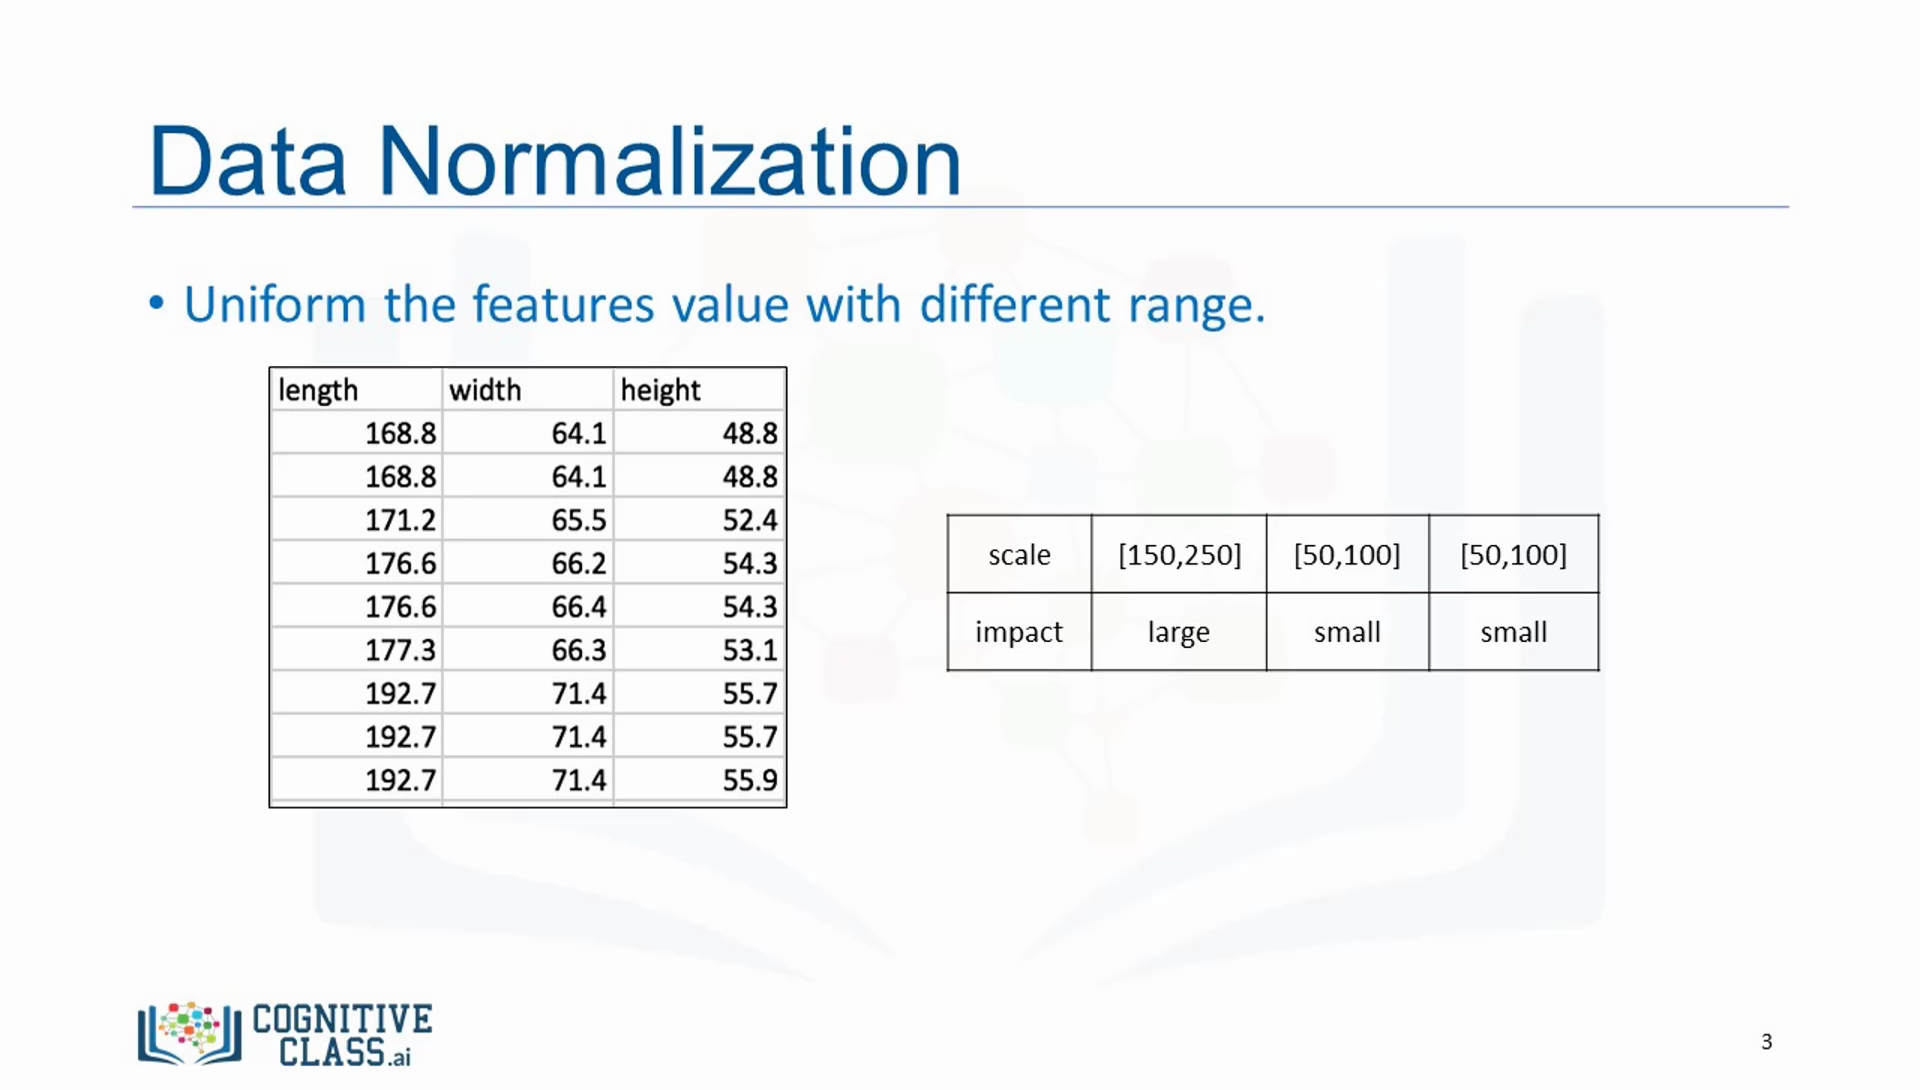 Data Normalization
• Uniform the features value with different range.
length width height
168.8 64.1 48.8
168.8 64.1 48.8
171.2 65.5 52.4
176.6 66.2 54.3
176.6 66.4 54.3
177.3 66.3 53.1
192.7 71.4 55.7
192.7 71.4 55.7
192.7 71.4 55.9
scale [150,250] [50,100] [50,100]
impact large small small
COGNITIVE
CLASS.ai
3